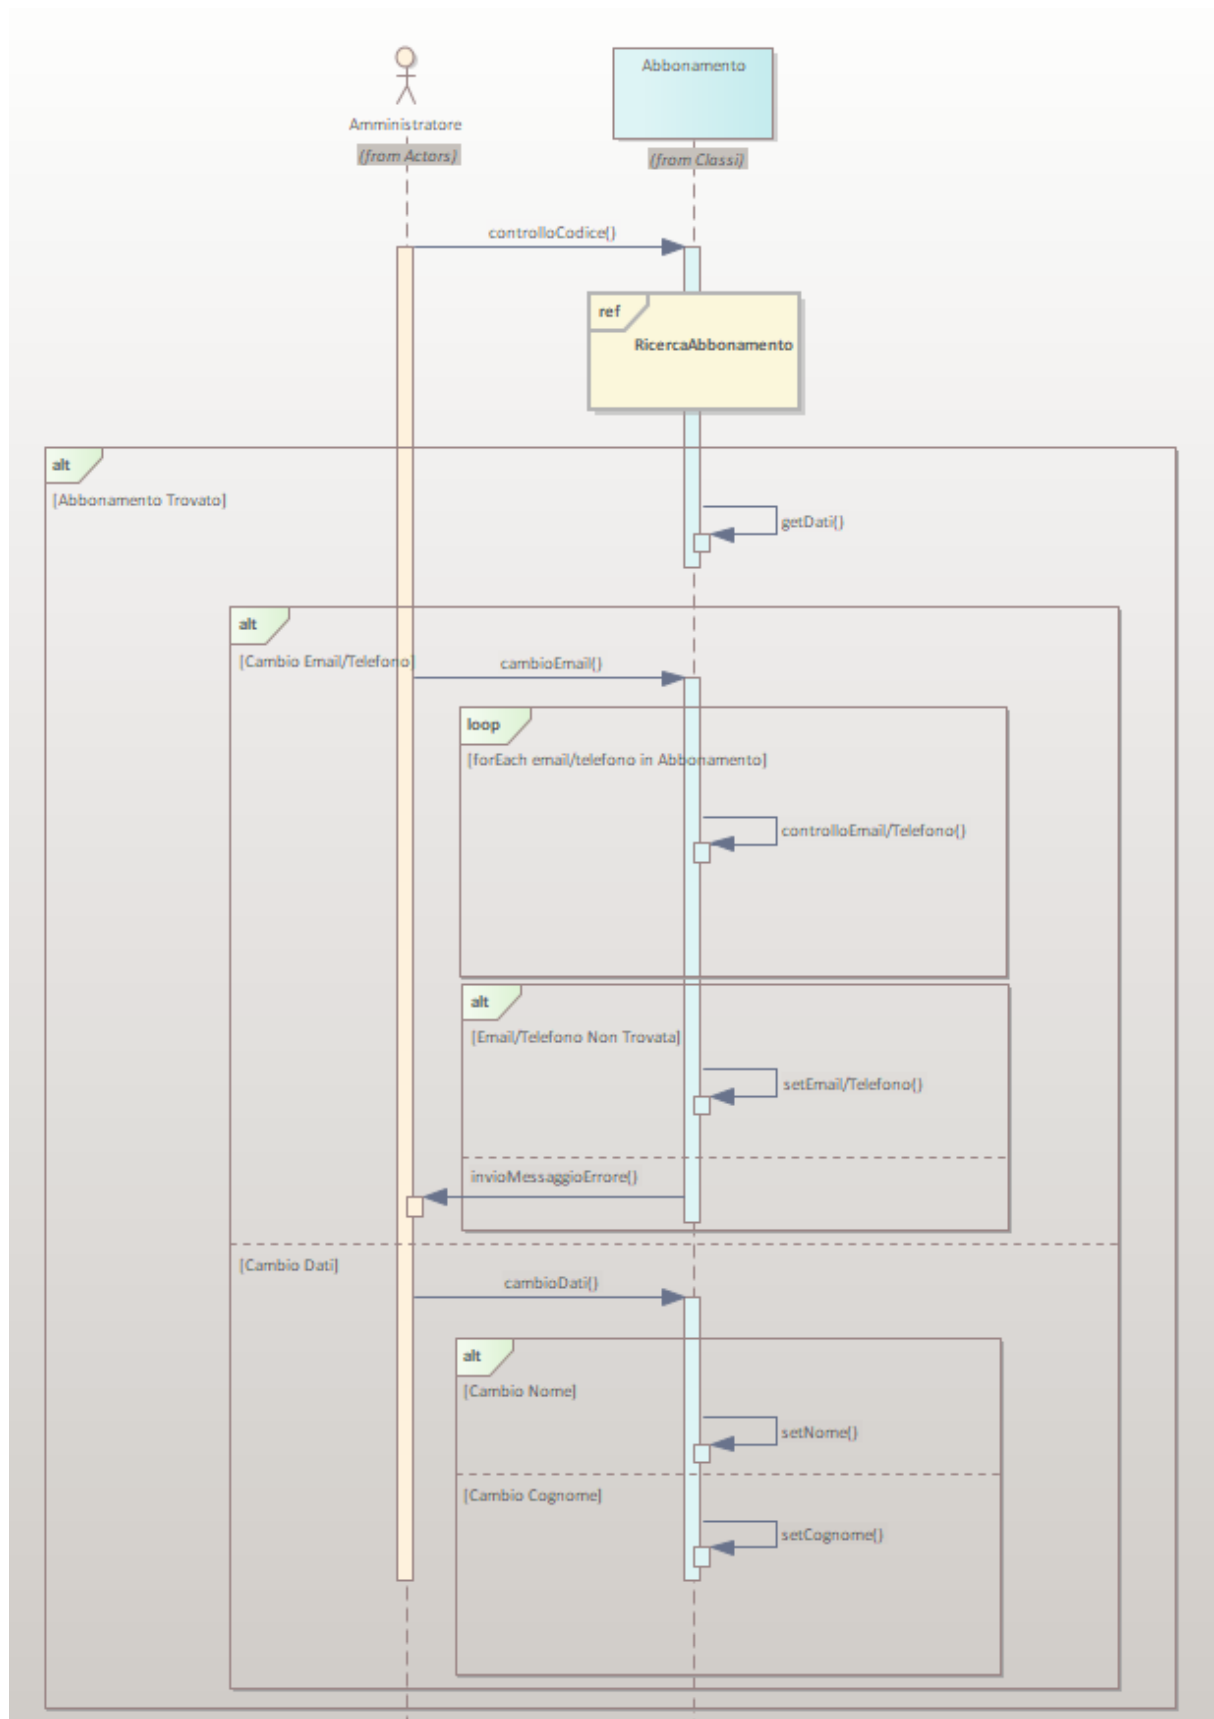 Abbonamento
Amministratore
(from Actors)
(from Classi)
controlloCodice()
ref
RicercaAbbonamento
alt
[Abbonamento Trovato]
getDati()
alt
[Cambio Email/Telefono]
cambioEmail()
loop
[forEach email/telefono in Abbonamento]
controlloEmail/Telefono()
alt
[Email/Telefono Non Trovata]
setEmail/Telefono()
invioMessaggioErrore()
[Cambio Dati]
cambioDati()
alt
[Cambio Nome]
setNome()
[Cambio Cognome]
setCognome()